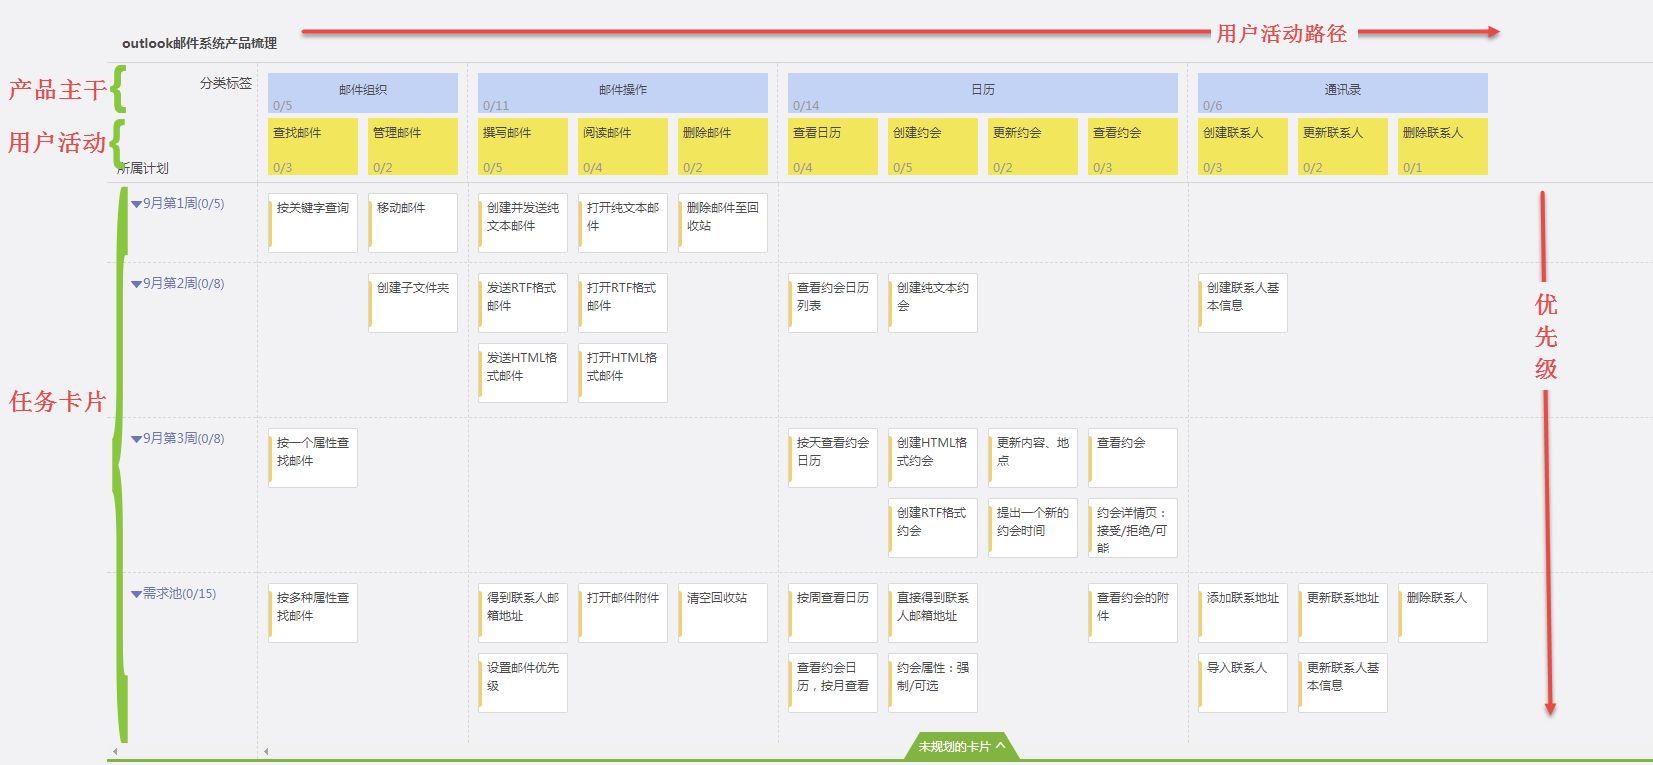 outlook邮件系统产品梳理
用户活动路径
产品主干
分类标签
邮件组织
0/5
邮件操作
0/11
日历
0/14
通讯录
0/6
用户活动
所属计划
查找邮件
0/3
管理邮件
0/2
撰写邮件
0/5
阅读邮件
0/4
删除邮件
0/2
查看日历
0/4
创建约会
0/5
更新约会
0/2
查看约会
0/3
创建联系人
0/3
更新联系人
0/2
删除联系人
0/1
任务卡片
优
先
级
9月第1周(0/5)
按关键字查询
移动邮件
创建并发送纯
文本邮件
打开纯文本邮
件
删除邮件至回
收站
9月第2周(0/8)
创建子文件夹
发送RTF格式
邮件
打开RTF格式
邮件
查看约会日历
列表
创建纯文本约
会
创建联系人基
本信息
发送HTML格
式邮件
打开HTML格
式邮件
9月第3周(0/8)
按一个属性查
找邮件
按天查看约会
日历
创建HTML格
式约会
更新内容、地
点
查看约会
创建RTF格式
约会
提出一个新的
约会时间
约会详情页：
接受/拒绝/可
能
需求池(0/15)
按多种属性查
找邮件
得到联系人邮
箱地址
打开邮件附件
清空回收站
按周查看日历
直接得到联系
人邮箱地址
查看约会的附
件
添加联系地址
更新联系地址
删除联系人
设置邮件优先
级
查看约会日
历，按月查看
约会属性：强
制/可选
导入联系人
更新联系人基
本信息
未规划的卡片